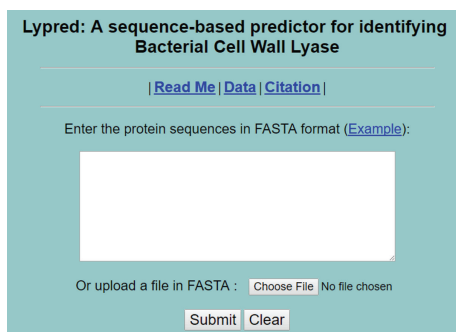 Lypred: A sequence-based predictor for identifying
Bacterial Cell Wall Lyase
| Read Me | Data | Citation |
Enter the protein sequences in FASTA format (Example):
Or upload a file in FASTA : Choose File No file chosen
Submit Clear